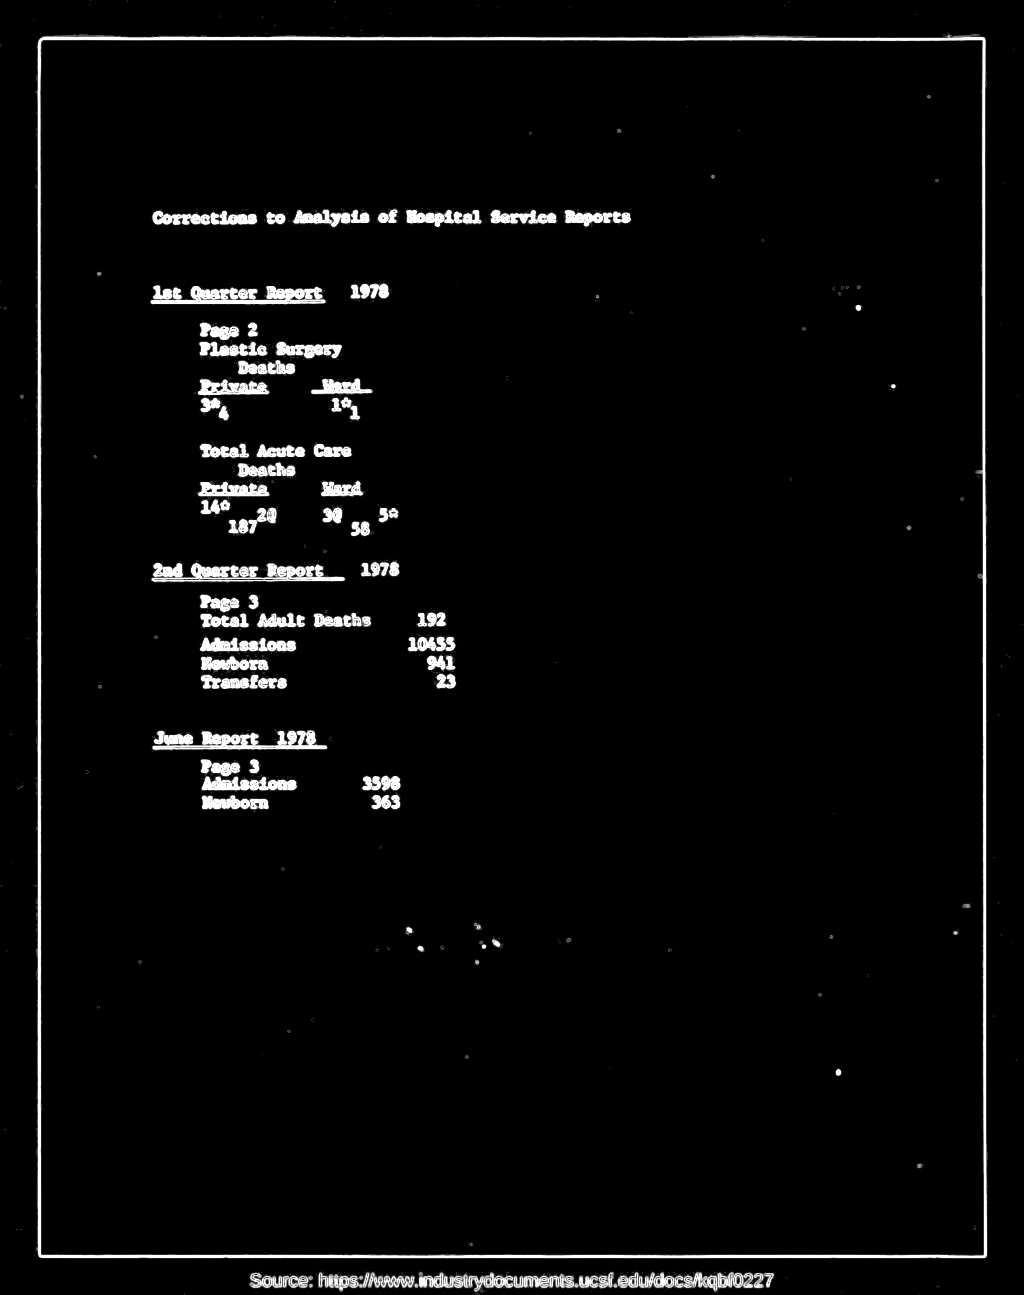 Corrections to Analysis of Hospital Service Reports
1st Quarter Report 1978
Page 2
Plastic Surgery
Deaths
Private Ward
3* 1*
4 1
Total Acute Care
Deaths
Private Ward
14* 2@ 3@ 5*
187 58
2nd Quarter Report 1978
Page 3
Total Adult Deaths 192
Admissions 10455
Newborn 941
Transfers 23
June Report 1978
Page 3
Admissions 3598
Newborn 363
Source: https://www.industrydocuments.ucsf.edu/docs/kqbf0227